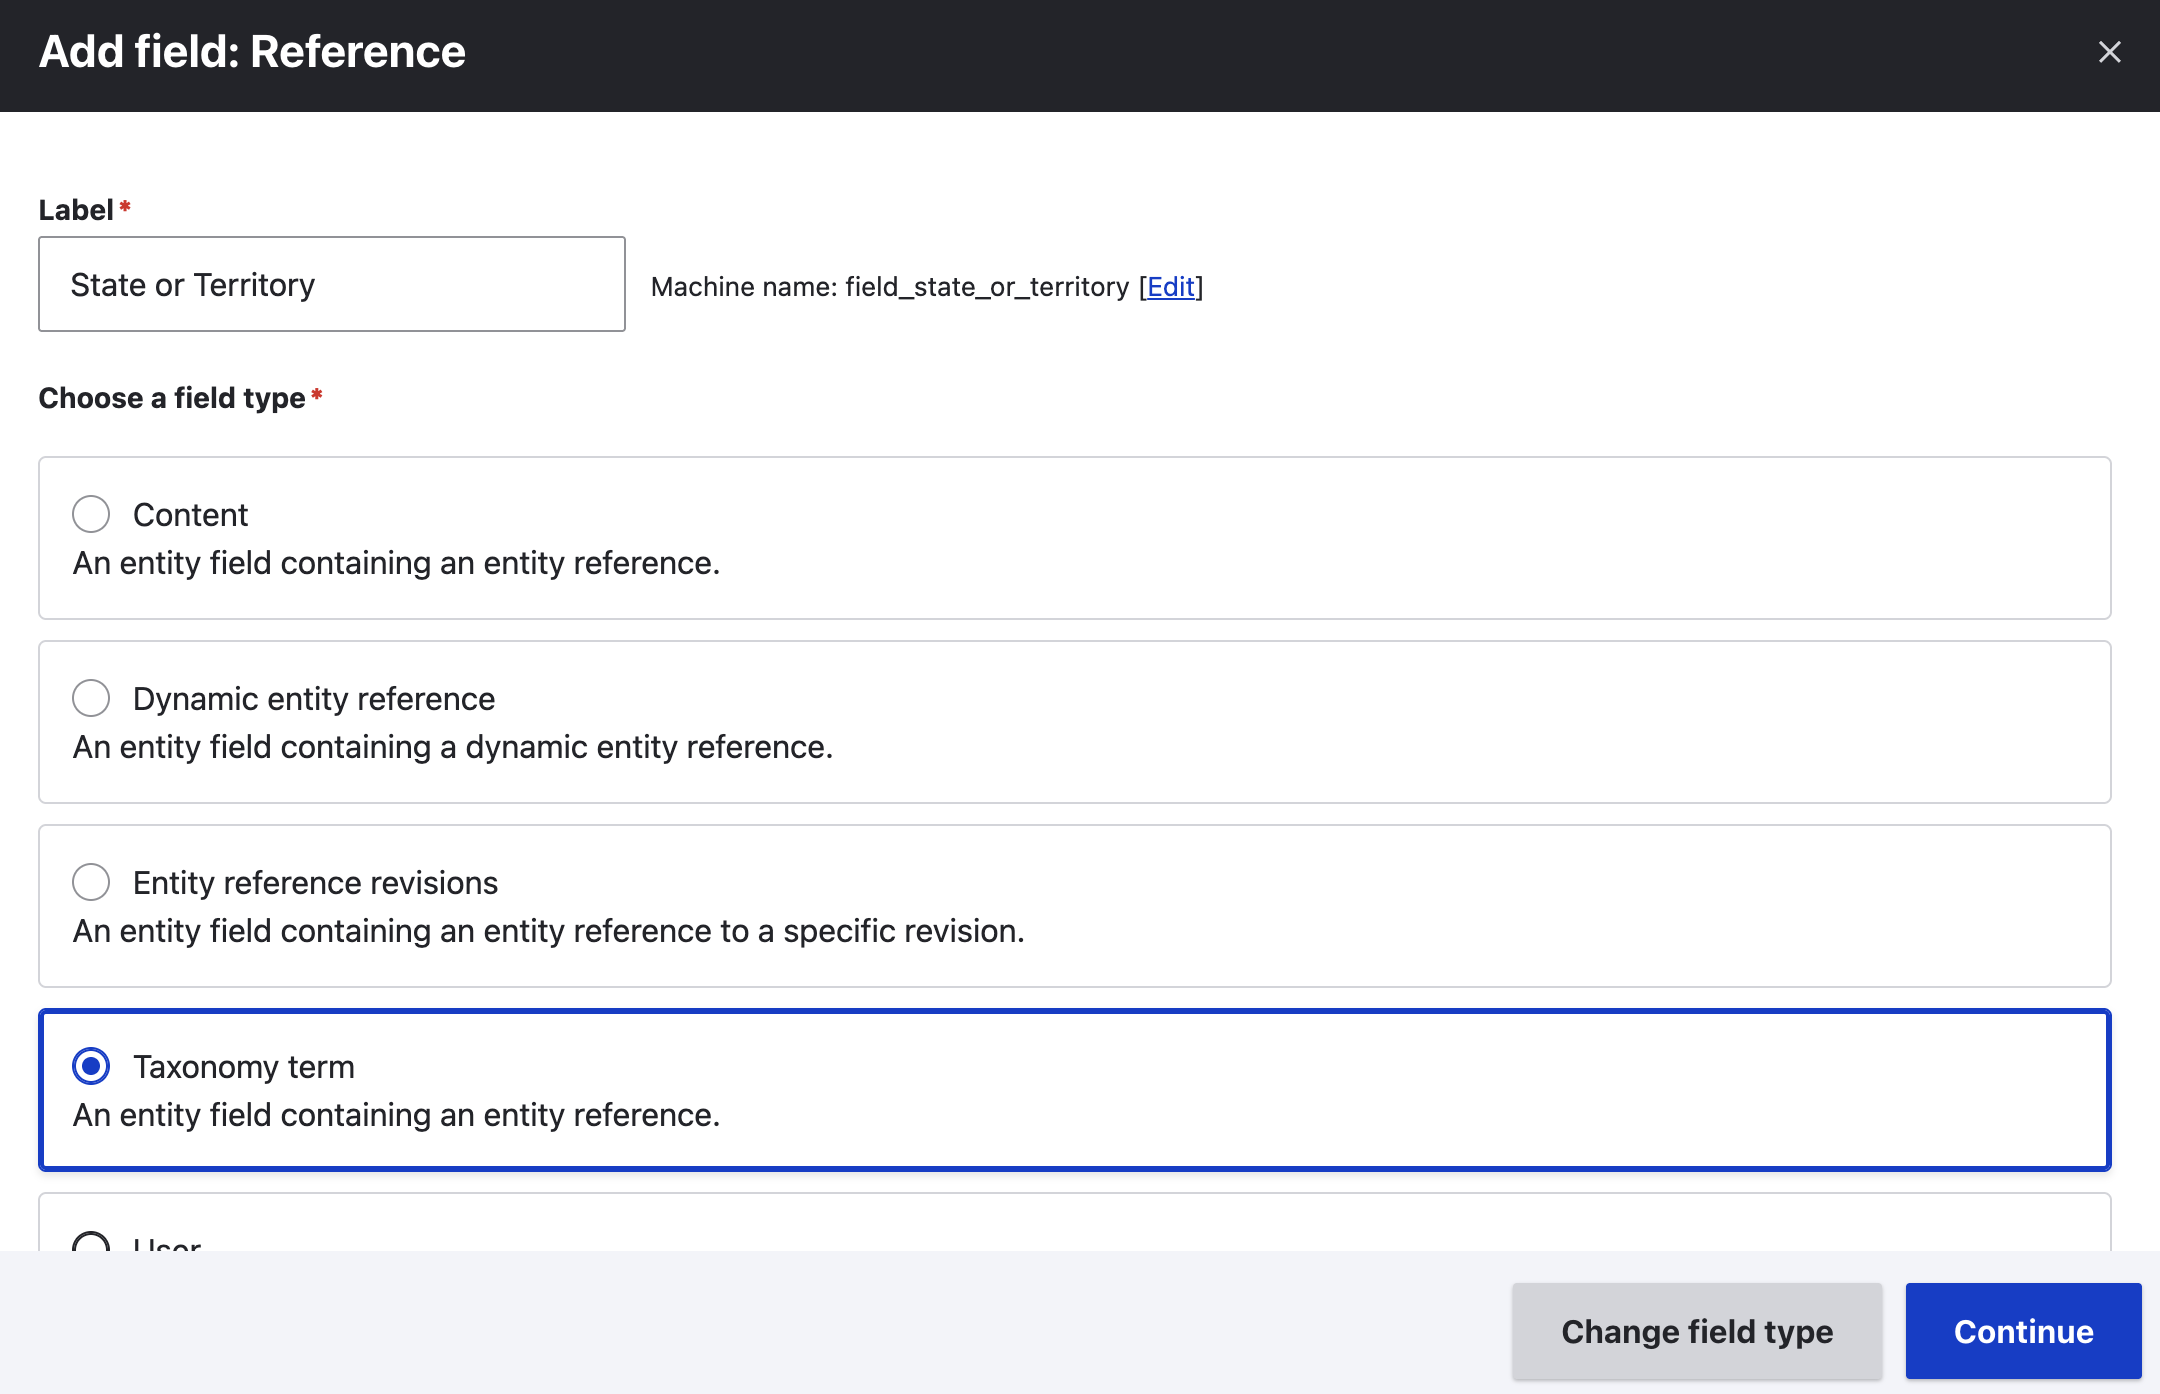 Add field: Reference
Label*
State or Territory
Machine name: field_state_or_territory [Edit]
Choose a field type*
Content
An entity field containing an entity reference.
Dynamic entity reference
An entity field containing a dynamic entity reference.
Entity reference revisions
An entity field containing an entity reference to a specific revision.
Taxonomy term
An entity field containing an entity reference.
User
Change field type
Continue